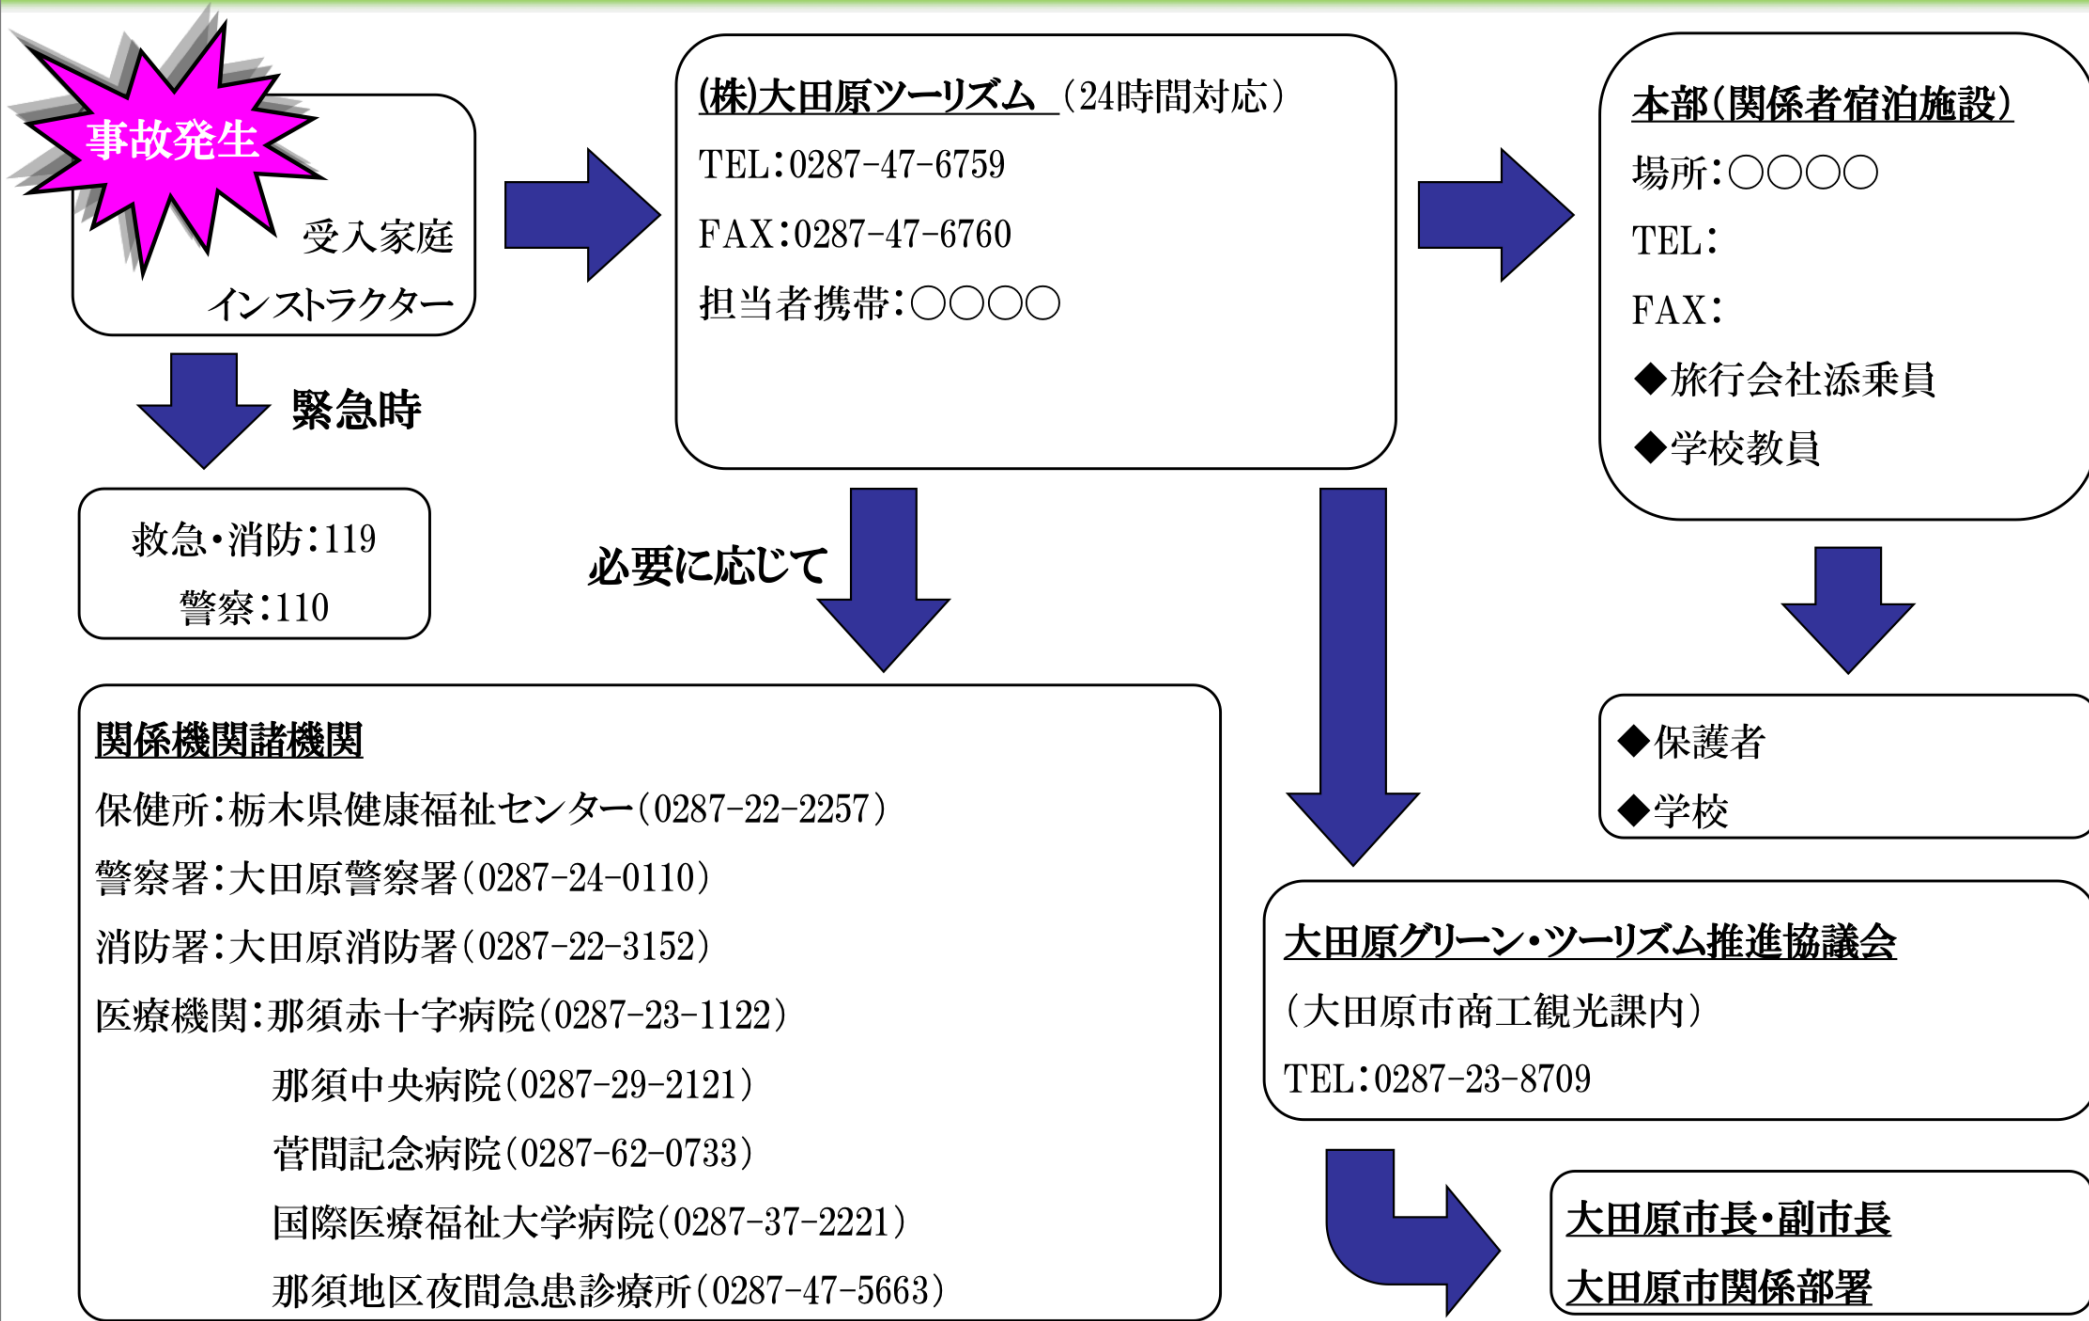 事故発生
受入家庭
インストラクター
緊急時
救急・消防：119
警察：110
(株)大田原ツーリズム （24時間対応）
TEL：0287-47-6759
FAX：0287-47-6760
担当者携帯：○○○○
本部（関係者宿泊施設）
場所：○○○○
TEL：
FAX：
◆旅行会社添乗員
◆学校教員
必要に応じて
◆保護者
◆学校
関係機関諸機関
保健所：栃木県健康福祉センター（0287-22-2257）
警察署：大田原警察署（0287-24-0110）
消防署：大田原消防署（0287-22-3152）
医療機関：那須赤十字病院（0287-23-1122）
那須中央病院（0287-29-2121）
菅間記念病院（0287-62-0733）
国際医療福祉大学病院（0287-37-2221）
那須地区夜間急患診療所（0287-47-5663）
大田原グリーン・ツーリズム推進協議会
（大田原市商工観光課内）
TEL：0287-23-8709
大田原市長・副市長
大田原市関係部署